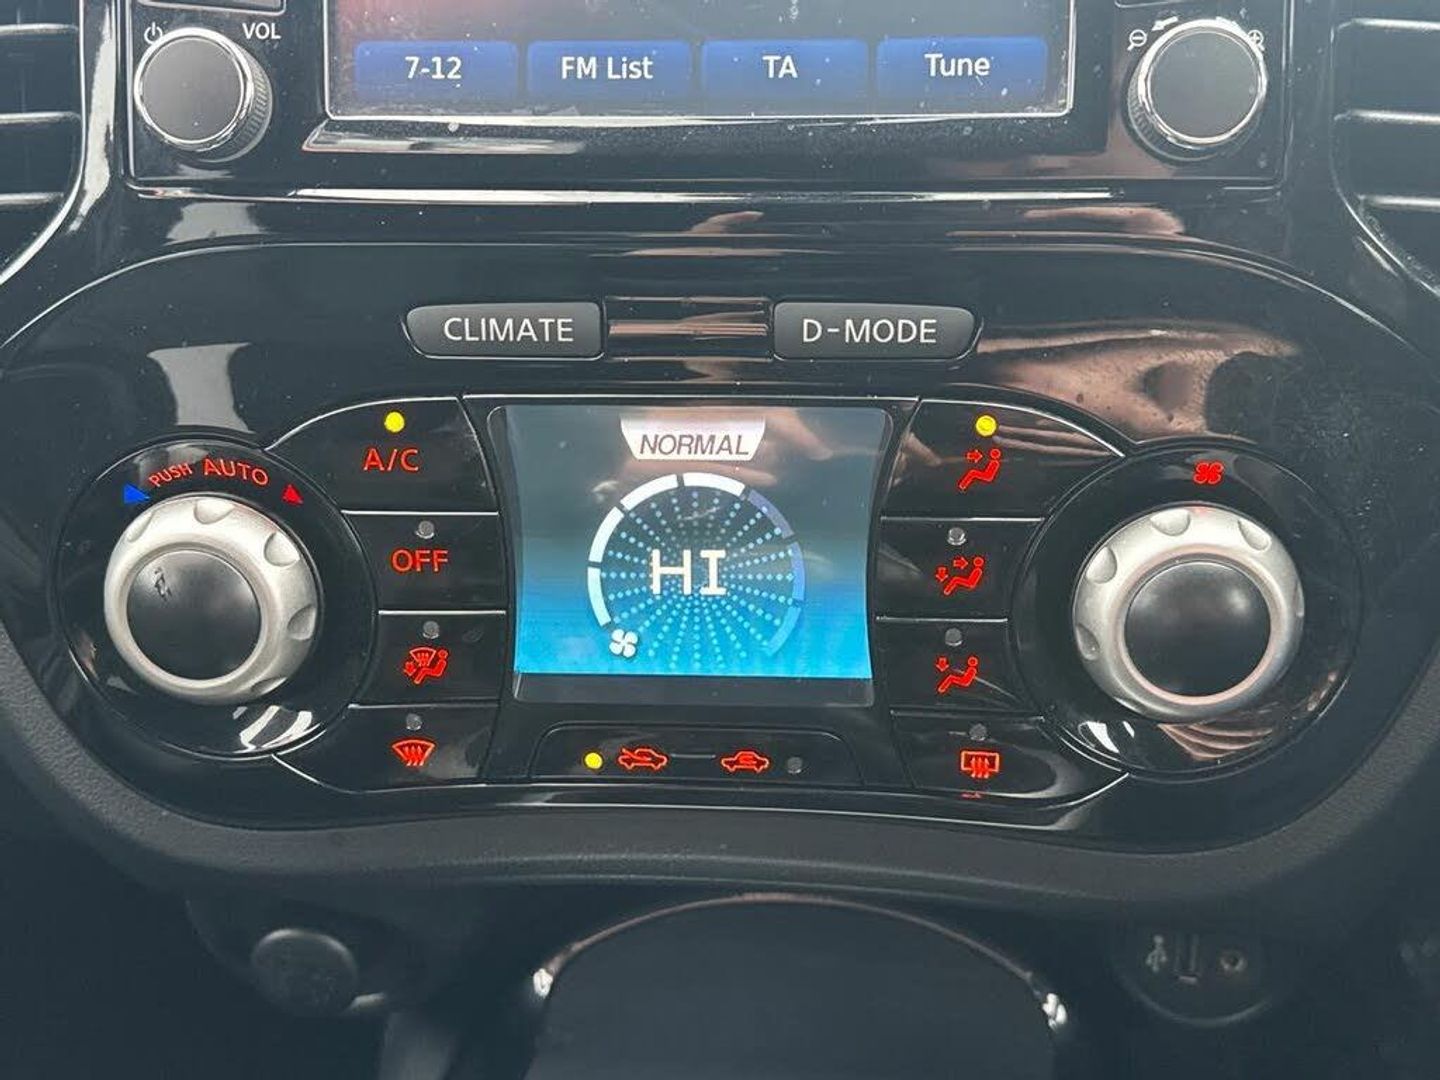 VOL
7-12 FM List TA Tune
CLIMATE D-MODE
PUSH AUTO
A/C
NORMAL
OFF
HI